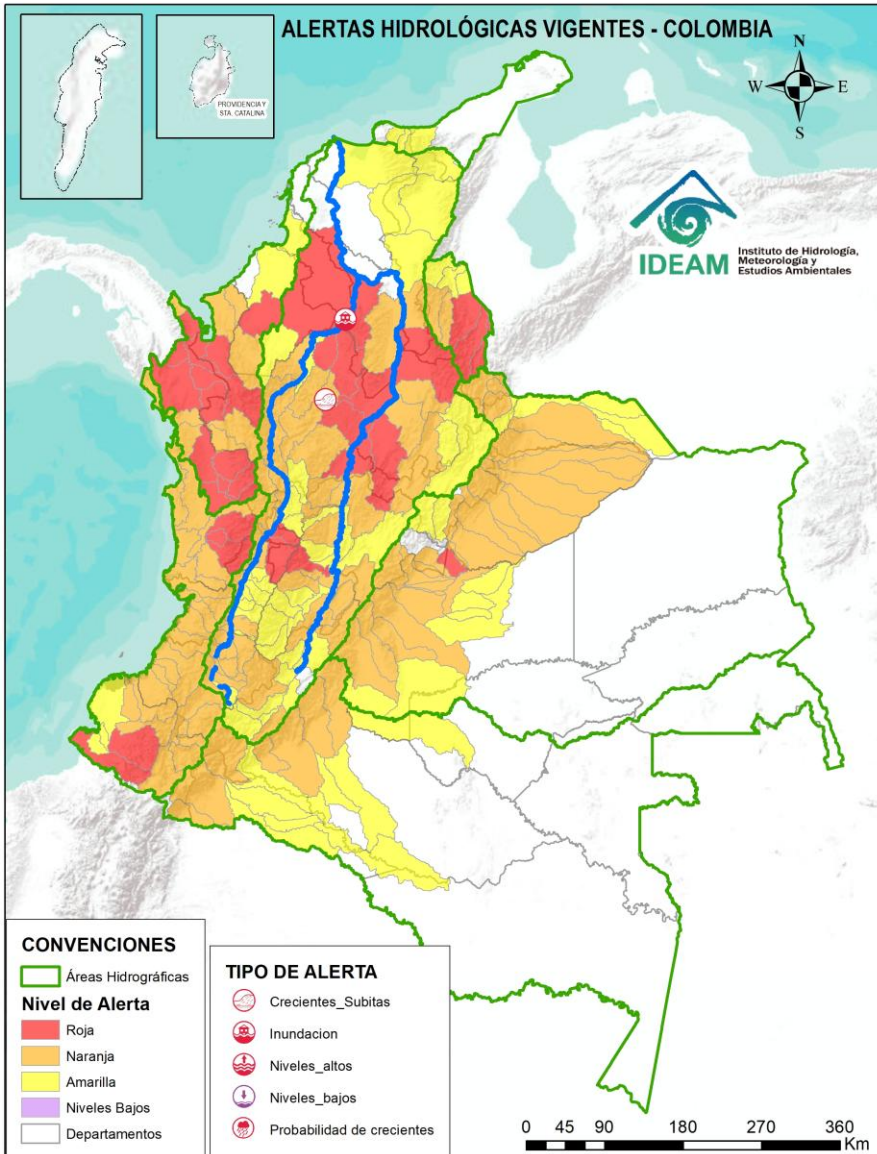 ALERTAS HIDROLÓGICAS VIGENTES - COLOMBIA
PROVIDENCIA Y
STA. CATALINA
N
W
E
S
IDEAM
Instituto de Hidrología,
Meteorología y
Estudios Ambientales
CONVENCIONES
Áreas Hidrográficas
Nivel de Alerta
Roja
Naranja
Amarilla
Niveles Bajos
Departamentos
TIPO DE ALERTA
Crecientes_Subitas
Inundacion
Niveles_altos
Niveles_bajos
Probabilidad de crecientes
0 45 90 180 270 360
Km